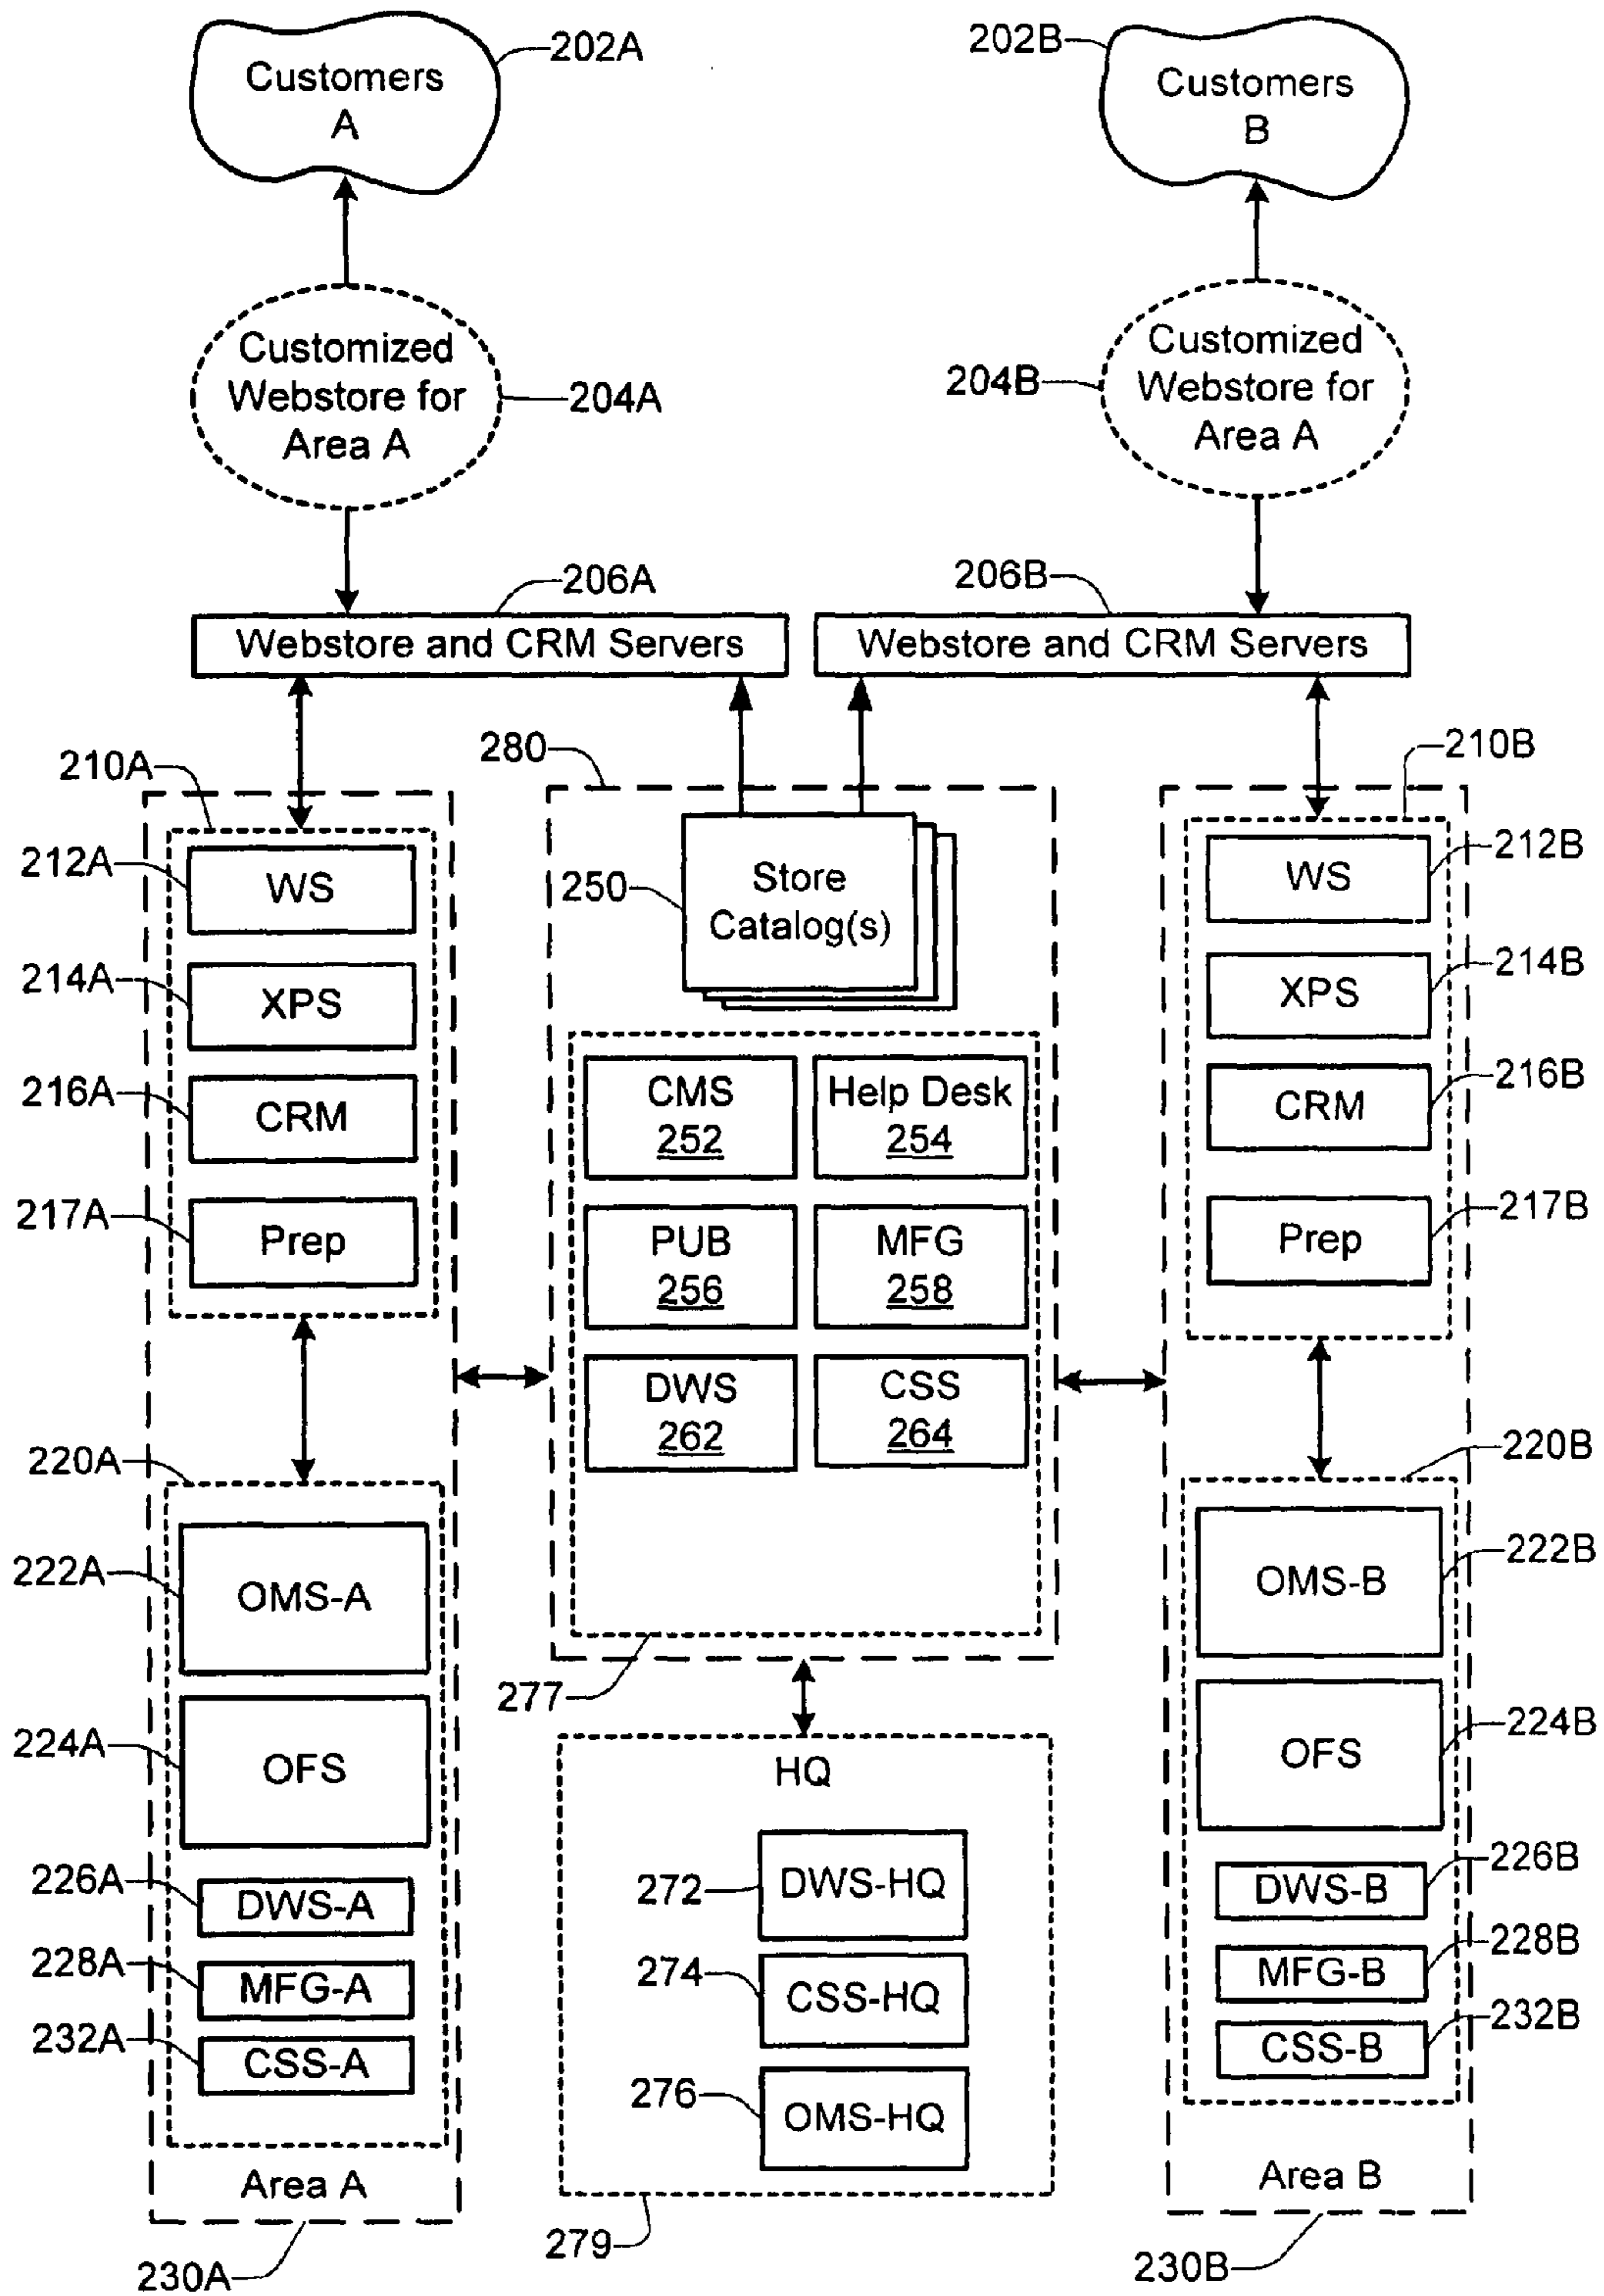 Customers
A
202A
202B
Customers
B
Customized
Webstore for
Area A
204A
204B
Customized
Webstore for
Area A
206A
206B
Webstore and CRM Servers
Webstore and CRM Servers
210A
280
210B
212A
WS
250
Store
Catalog(s)
WS
212B
214A
XPS
XPS
214B
216A
CRM
CMS
252
Help Desk
254
CRM
216B
217A
Prep
PUB
256
MFG
258
Prep
217B
DWS
262
CSS
264
220A
220B
222A
OMS-A
OMS-B
222B
277
224A
OFS
HQ
OFS
224B
226A
DWS-A
272
DWS-HQ
DWS-B
226B
228A
MFG-A
274
CSS-HQ
MFG-B
228B
232A
CSS-A
276
OMS-HQ
CSS-B
232B
Area A
Area B
230A
279
230B